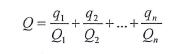 Q = q₁/Q₁ + q₂/Q₂ + ... + qₙ/Qₙ